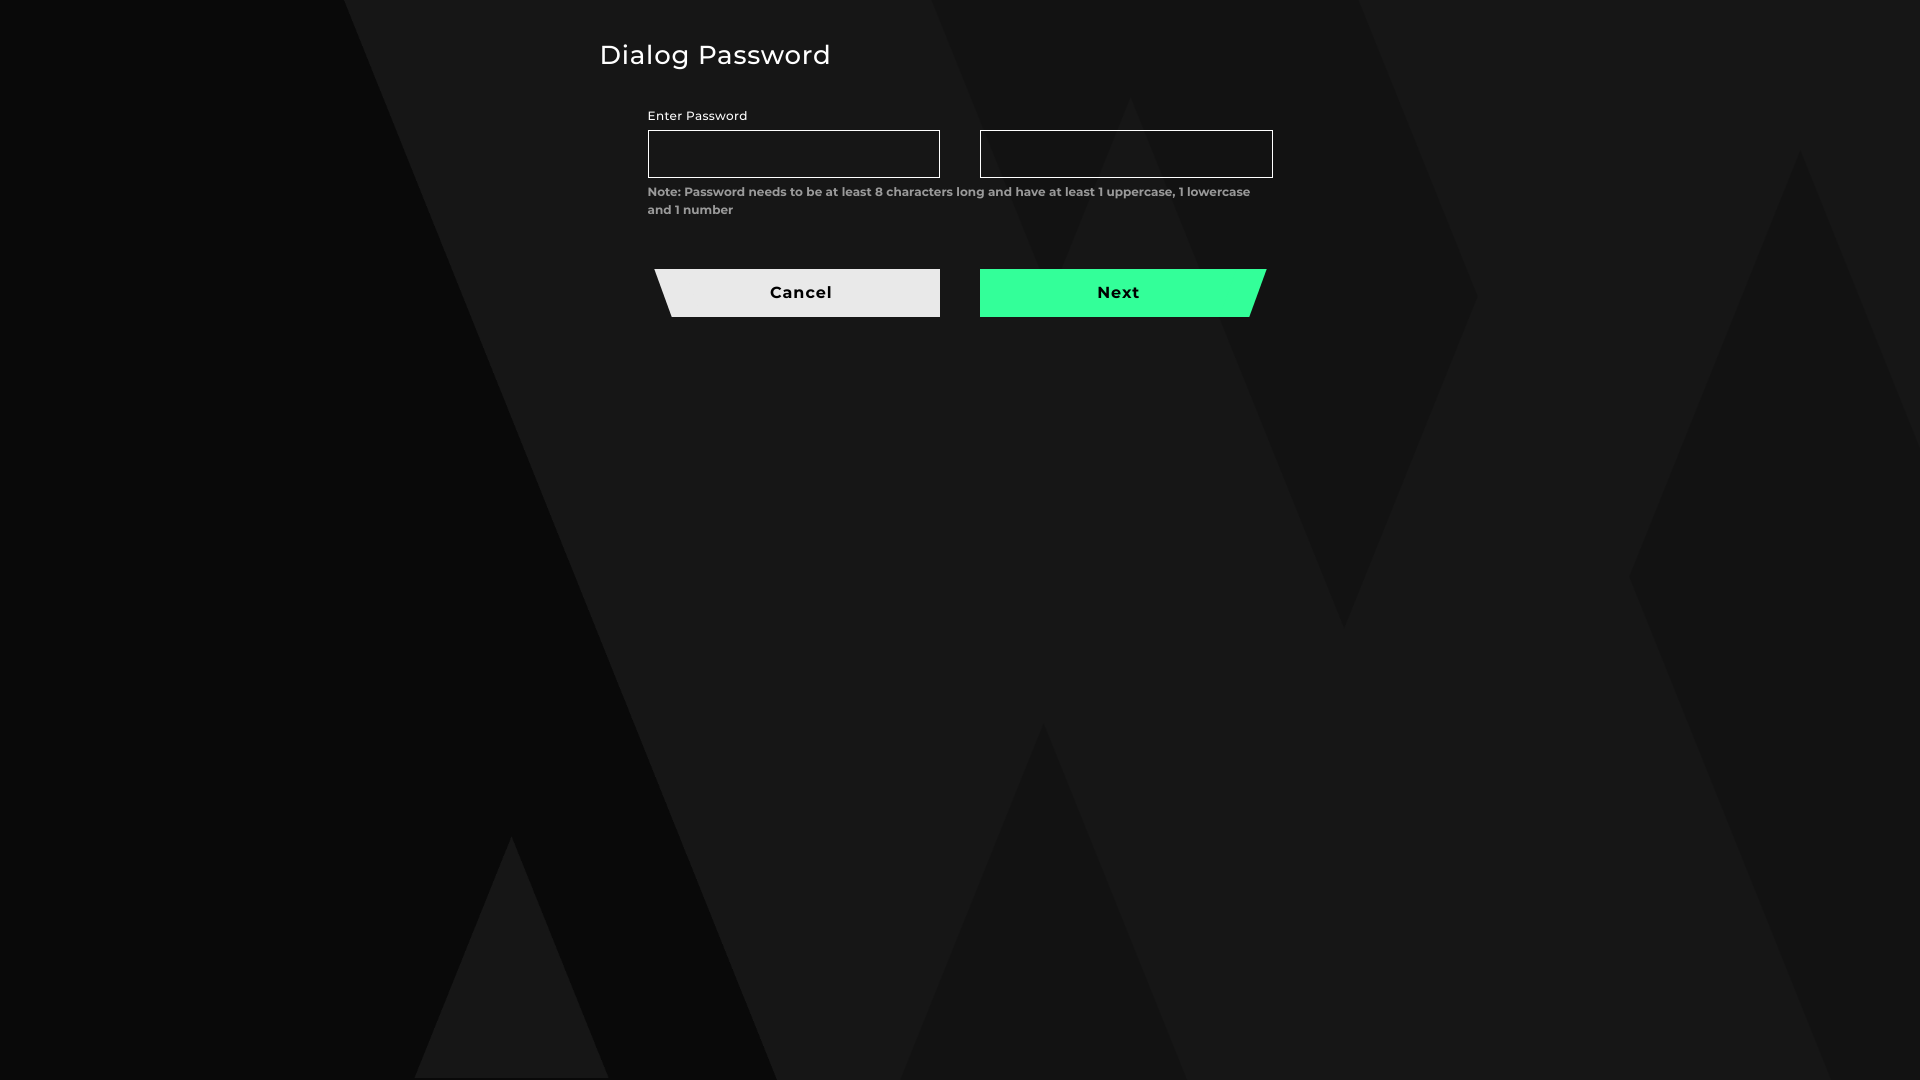 Dialog Password
Enter Password
Note: Password needs to be at least 8 characters long and have at least 1 uppercase, 1 lowercase
and 1 number
Cancel
Next